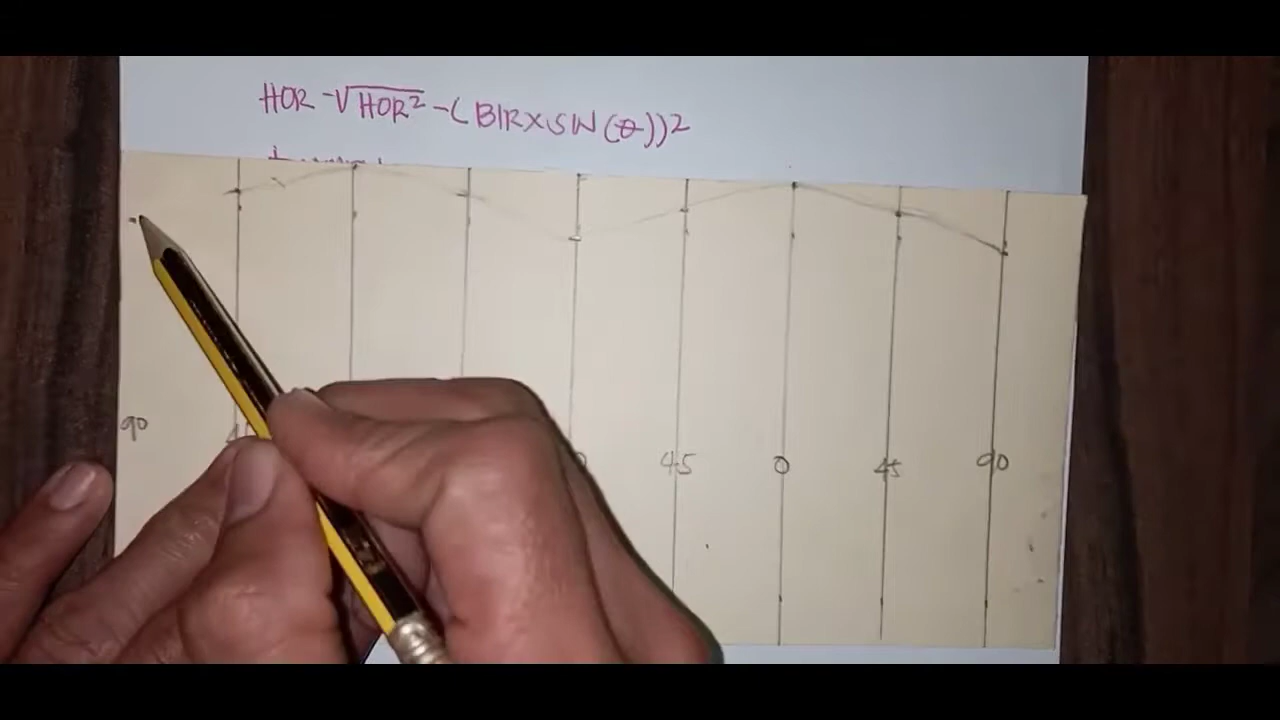 HOR - √HOR² - (BIR×SIN(θ))²
90 45 0 45 90